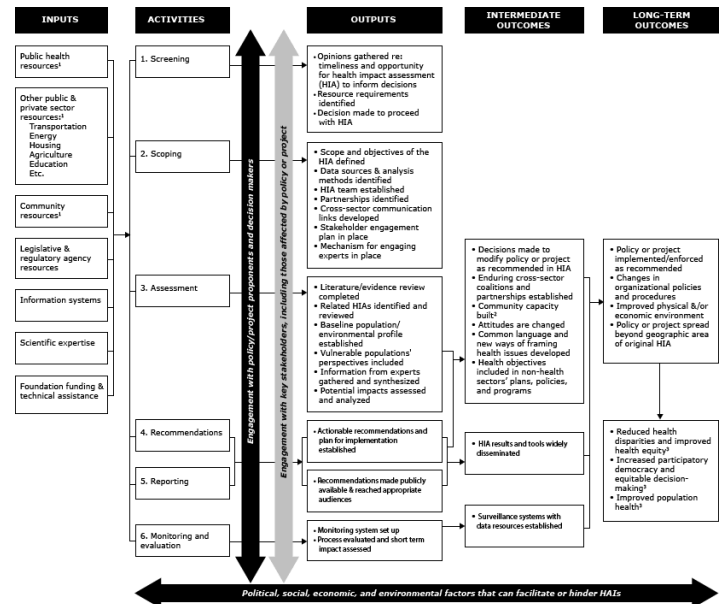 INPUTS
Public health
resources¹
Other public &
private sector
resources:¹
Transportation
Energy
Housing
Agriculture
Education
Etc.
Community
resources¹
Legislative &
regulatory agency
resources
Information systems
Scientific expertise
Foundation funding &
technical assistance
ACTIVITIES
1. Screening
2. Scoping
3. Assessment
4. Recommendations
5. Reporting
6. Monitoring and
evaluation
Engagement with policy/project proponents and decision makers
Engagement with key stakeholders, including those affected by policy or project
OUTPUTS
• Opinions gathered re:
timeliness and opportunity
for health impact assessment
(HIA) to inform decisions
• Resource requirements
identified
• Decision made to proceed
with HIA
▪ Scope and objectives of the
HIA defined
▪ Data sources & analysis
methods identified
▪ HIA team established
▪ Partnerships identified
▪ Cross-sector communication
links developed
▪ Stakeholder engagement
plan in place
▪ Mechanism for engaging
experts in place
▪ Literature/evidence review
completed
▪ Related HIAs identified and
reviewed
▪ Baseline population/
environmental profile
established
▪ Vulnerable populations'
perspectives included
▪ Information from experts
gathered and synthesized
▪ Potential impacts assessed
and analyzed
• Actionable recommendations and
plan for implementation
established
• Recommendations made publicly
available & reached appropriate
audiences
• Monitoring system set up
• Process evaluated and short term
impact assessed
INTERMEDIATE
OUTCOMES
▪ Decisions made to
modify policy or project
as recommended in HIA
▪ Enduring cross-sector
coalitions and
partnerships established
▪ Community capacity
built²
▪ Attitudes are changed
▪ Common language and
new ways of framing
health issues developed
▪ Health objectives
included in non-health
sectors' plans, policies,
and programs
▪ HIA results and tools widely
disseminated
▪ Surveillance systems with
data resources established
LONG-TERM
OUTCOMES
▪ Policy or project
implemented/enforced
as recommended
▪ Changes in
organizational policies
and procedures
▪ Improved physical &/or
economic environment
▪ Policy or project spread
beyond geographic area
of original HIA
▪ Reduced health
disparities and improved
health equity³
▪ Increased participatory
democracy and
equitable decision-
making³
▪ Improved population
health³
Political, social, economic, and environmental factors that can facilitate or hinder HAIs